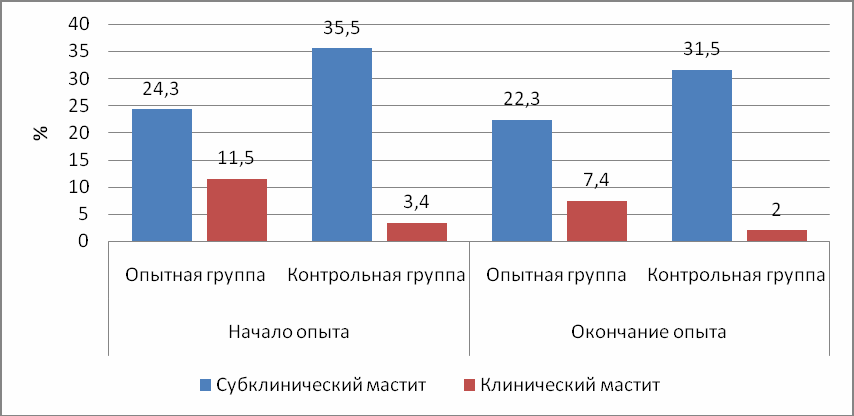 40
35
30
25
20
15
10
5
0
%
24,3
11,5
35,5
3,4
22,3
7,4
31,5
2
Опытная группа
Контрольная группа
Опытная группа
Контрольная группа
Начало опыта
Окончание опыта
Субклинический мастит
Клинический мастит